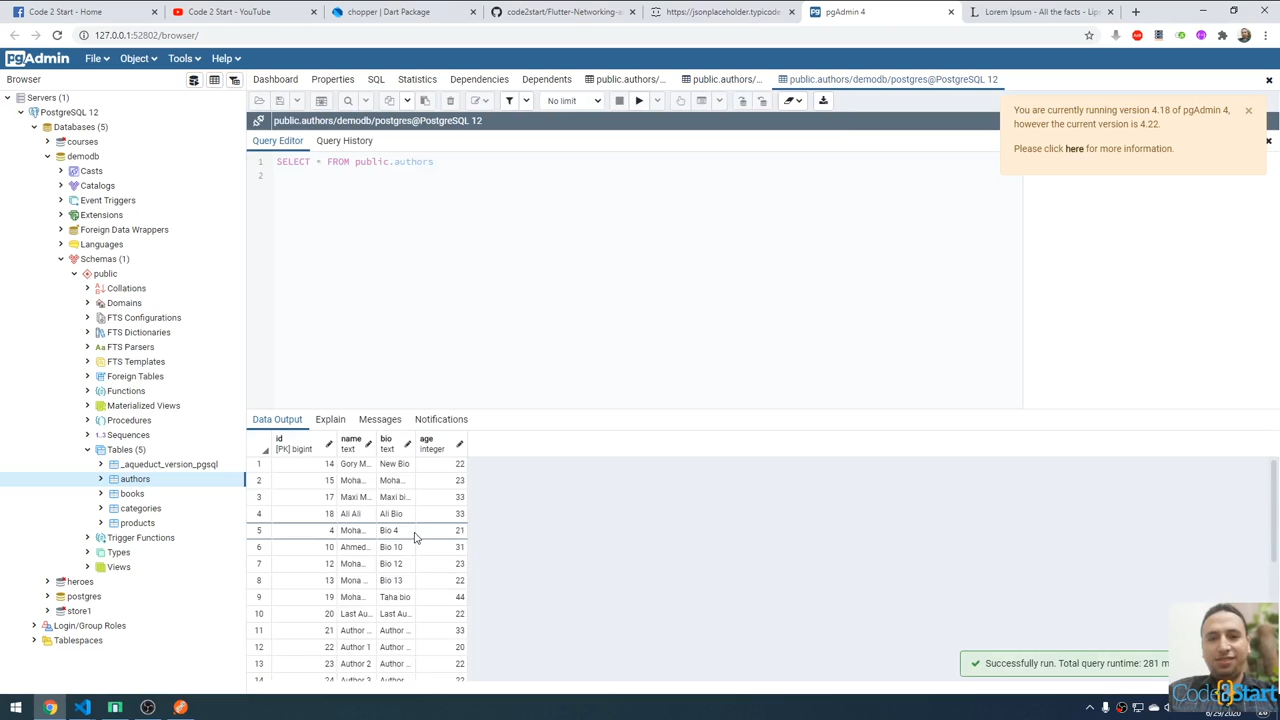 Code 2 Start - Home
Code 2 Start - YouTube
chopper | Dart Package
code2start/Flutter-Networking-a
https://jsonplaceholder.typicode.
pgAdmin 4
Lorem Ipsum - All the facts - Lip
127.0.0.1:52802/browser/
pgAdmin File Object Tools Help
Browser
Dashboard Properties SQL Statistics Dependencies Dependents public.authors/... public.authors/... public.authors/demodb/postgres@PostgreSQL 12
No limit
public.authors/demodb/postgres@PostgreSQL 12
Query Editor Query History
1 SELECT * FROM public.authors
2
You are currently running version 4.18 of pgAdmin 4,
however the current version is 4.22.
Please click here for more information.
Servers (1)
PostgreSQL 12
Databases (5)
courses
demodb
Casts
Catalogs
Event Triggers
Extensions
Foreign Data Wrappers
Languages
Schemas (1)
public
Collations
Domains
FTS Configurations
FTS Dictionaries
FTS Parsers
FTS Templates
Foreign Tables
Functions
Materialized Views
Procedures
Sequences
Tables (5)
_aqueduct_version_pgsql
authors
books
categories
products
Trigger Functions
Types
Views
heroes
postgres
store1
Login/Group Roles
Tablespaces
Data Output Explain Messages Notifications
id name bio age
[PK] bigint text text integer
1 14 Gory M... New Bio 22
2 15 Moha... Moha... 23
3 17 Maxi M... Maxi bi... 33
4 18 Ali Ali Ali Bio 33
5 4 Moha... Bio 4 21
6 10 Ahmed... Bio 10 31
7 12 Moha... Bio 12 23
8 13 Mona ... Bio 13 22
9 19 Moha... Taha bio 44
10 20 Last Au... Last Au... 22
11 21 Author ... Author ... 33
12 22 Author 1 Author ... 20
13 23 Author 2 Author ... 22
14 24 Author 3 Author ... 22
Successfully run. Total query runtime: 281 m
Code2Start
6/29/2020